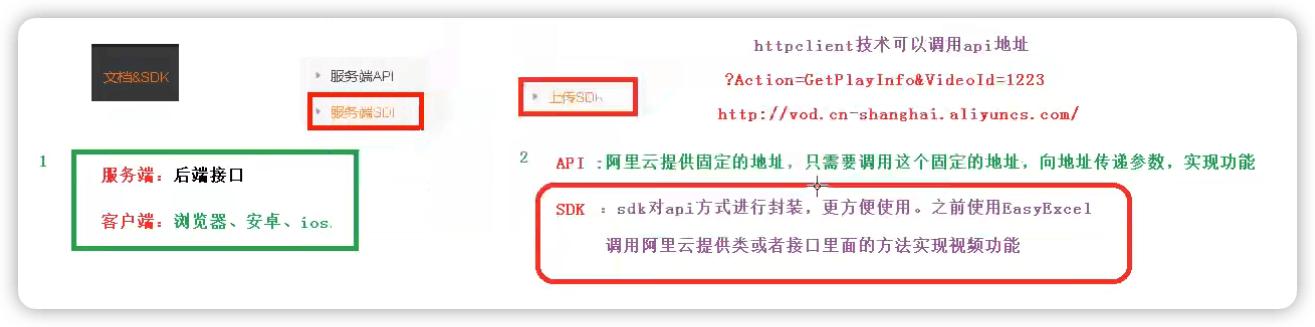 文档&SDK
服务端API
服务端SD
上传SDK
httpclient技术可以调用api地址
?Action=GetPlayInfo&VideoId=1223
http://vod.cn-shanghai.aliyuncs.com/
1
服务端：后端接口
客户端：浏览器、安卓、ios.
2
API :阿里云提供固定的地址，只需要调用这个固定的地址，向地址传递参数，实现功能
SDK ：sdk对api方式进行封装，更方便使用。之前使用EasyExcel
调用阿里云提供类或者接口里面的方法实现视频功能